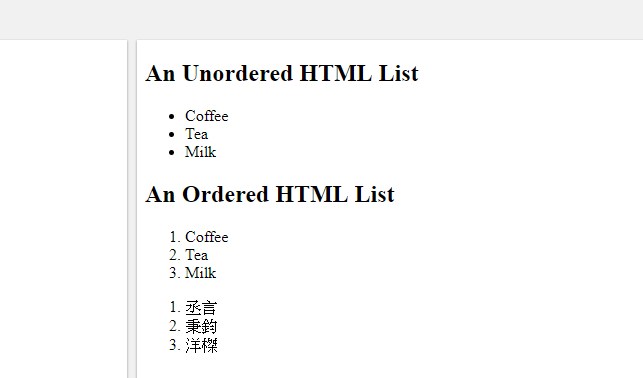 An Unordered HTML List
• Coffee
• Tea
• Milk
An Ordered HTML List
1. Coffee
2. Tea
3. Milk
1. 丞言
2. 秉鈞
3. 洋榤